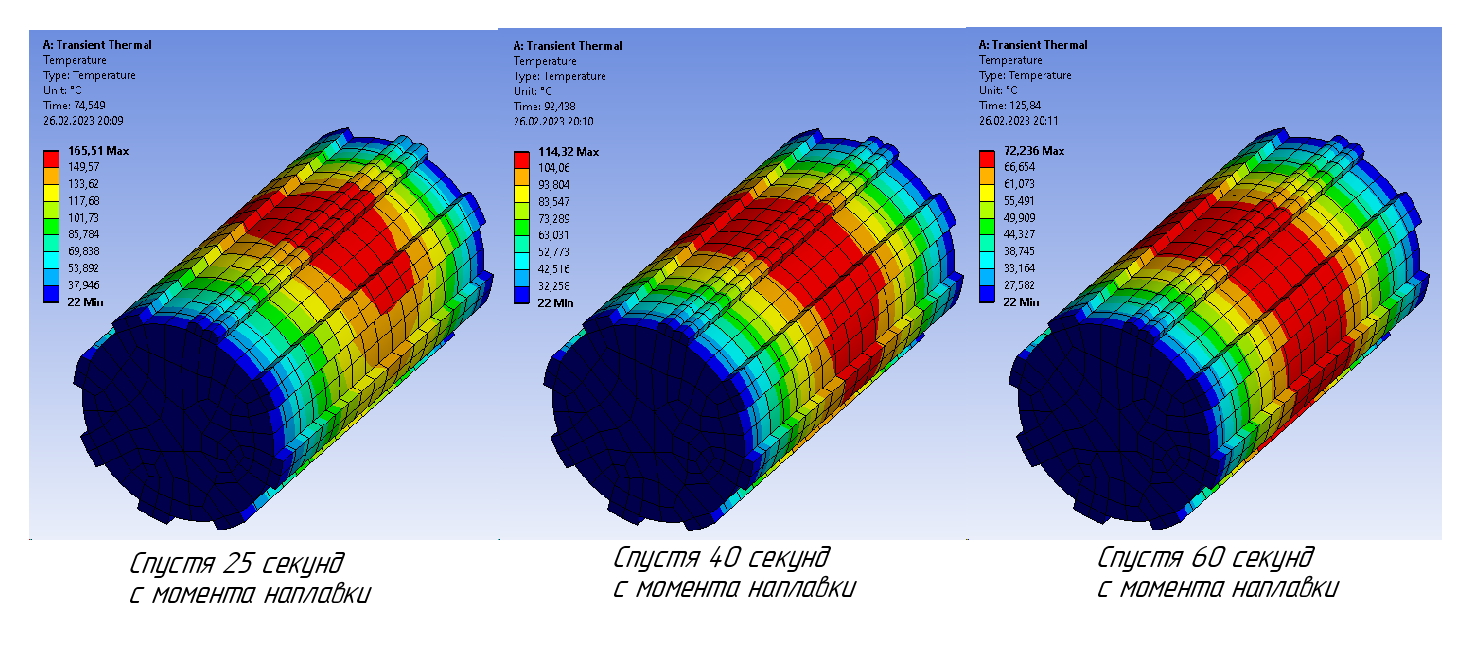 A: Transient Thermal
Temperature
Type: Temperature
Unit: °C
Time: 74,549
26.02.2023 20:09
165,51 Max
149,57
133,62
117,68
101,73
85,784
69,838
53,892
37,946
22 Min
Спустя 25 секунд
с момента наплавки
A: Transient Thermal
Temperature
Type: Temperature
Unit: °C
Time: 92,438
26.02.2023 20:10
114,32 Max
104,06
93,804
83,547
73,289
63,031
52,773
42,516
32,258
22 Min
Спустя 40 секунд
с момента наплавки
A: Transient Thermal
Temperature
Type: Temperature
Unit: °C
Time: 125,84
26.02.2023 20:11
72,236 Max
66,654
61,073
55,491
49,909
44,327
38,745
33,164
27,582
22 Min
Спустя 60 секунд
с момента наплавки